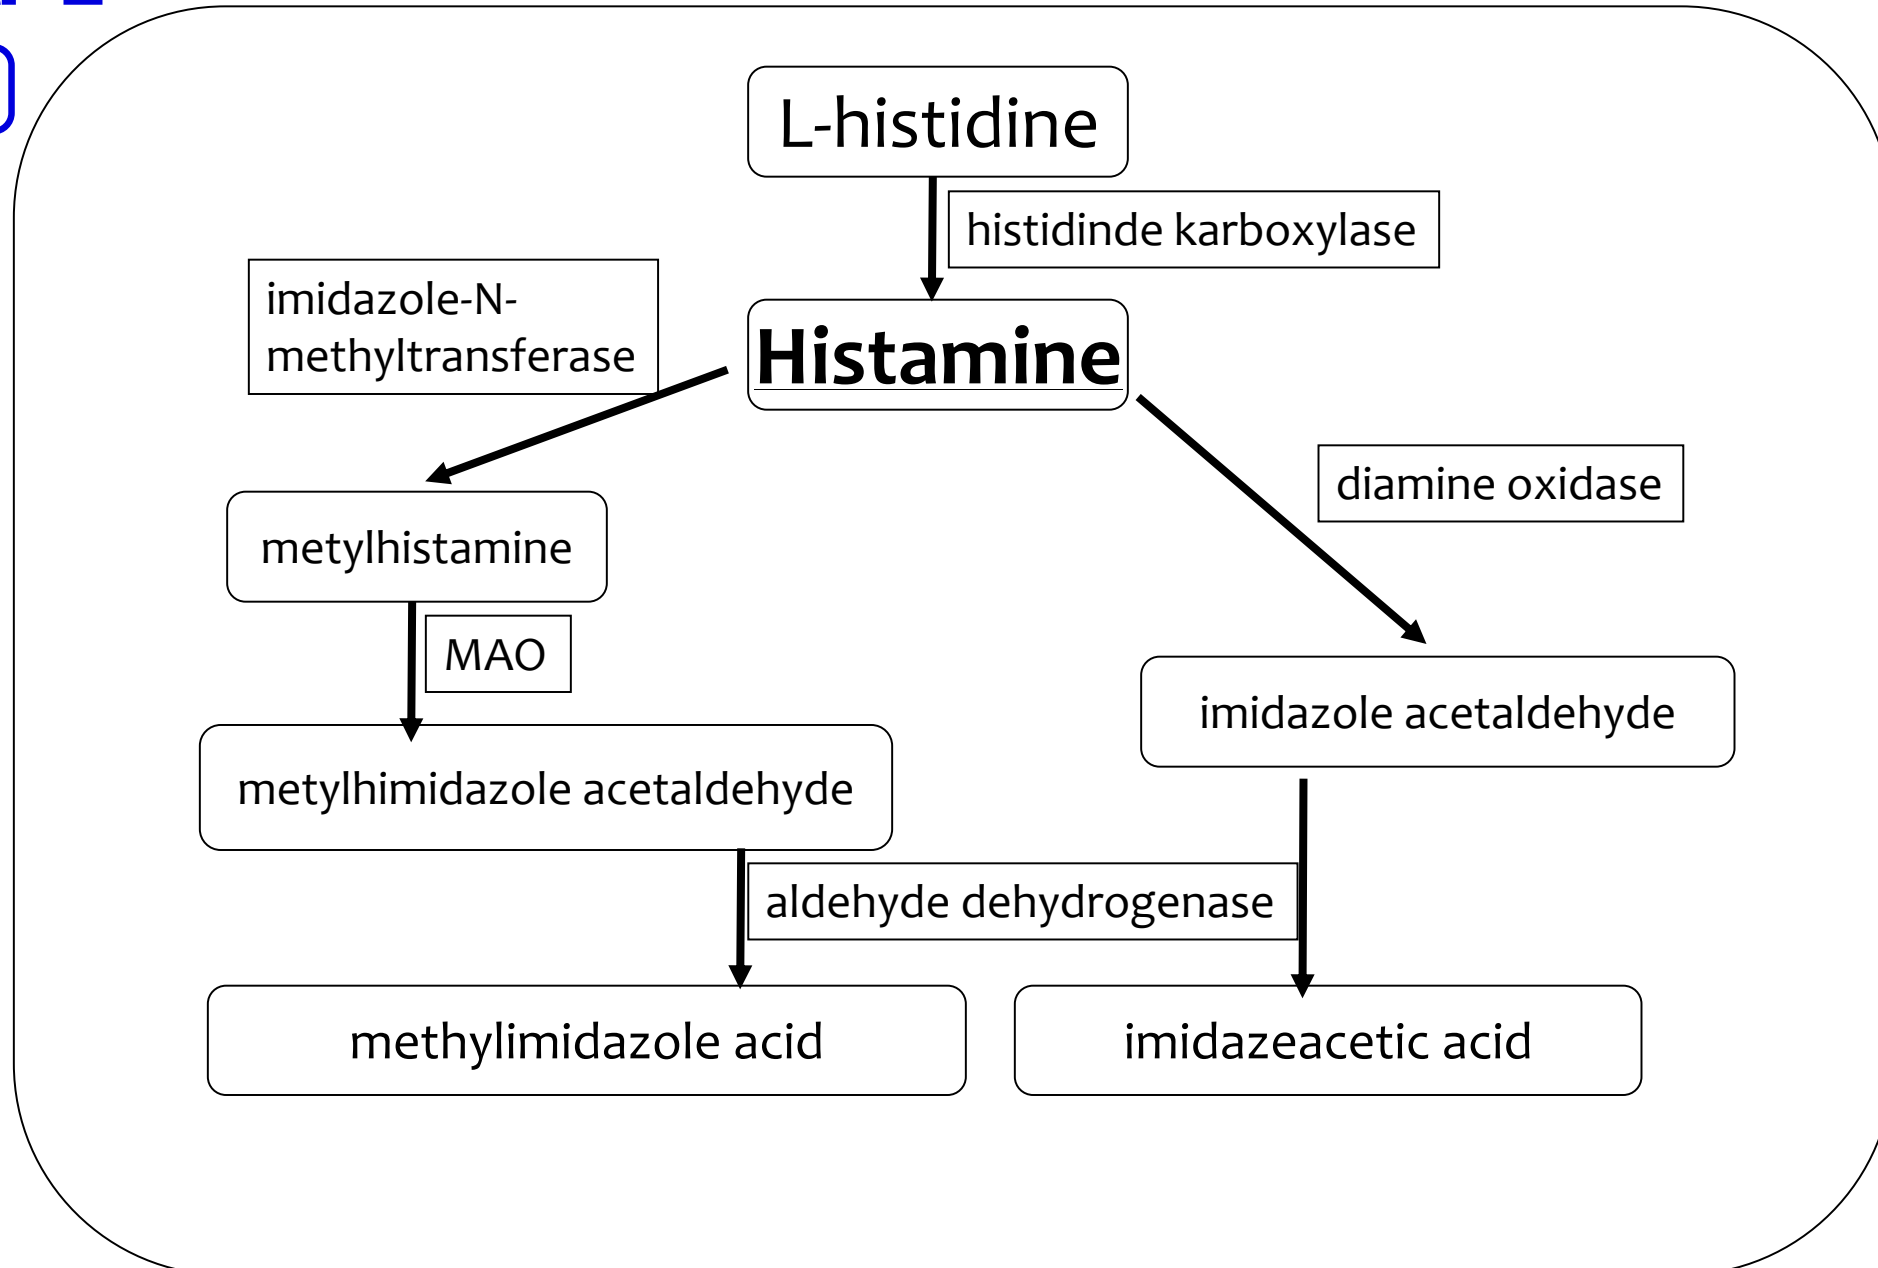 L-histidine
histidinde karboxylase
imidazole-N-
methyltransferase
Histamine
diamine oxidase
metylhistamine
MAO
imidazole acetaldehyde
metylhimidazole acetaldehyde
aldehyde dehydrogenase
methylimidazole acid
imidazeacetic acid